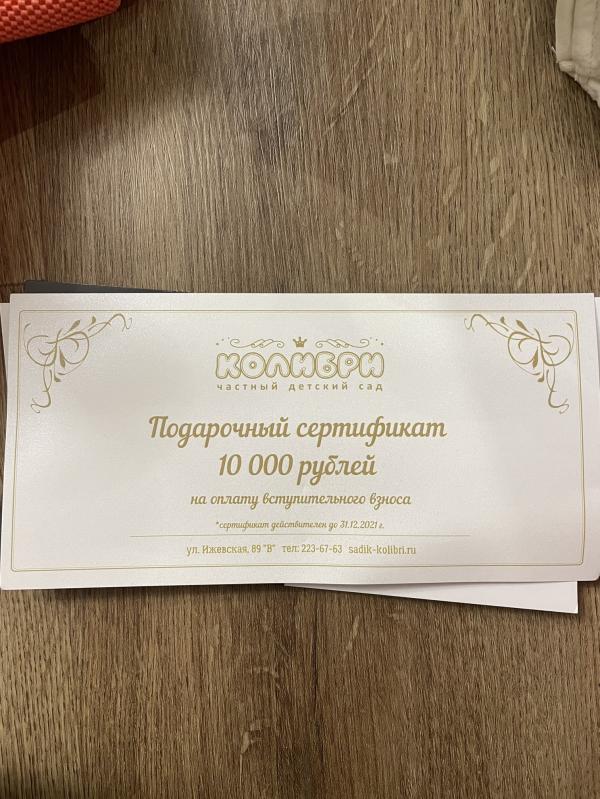 КОЛИБРИ
частный детский сад
Подарочный сертификат
10 000 рублей
на оплату вступительного взноса
*сертификат действителен до 31.12.2021 г.
ул. Ижевская, 89 "В" тел: 223-67-63 sadik-kolibri.ru